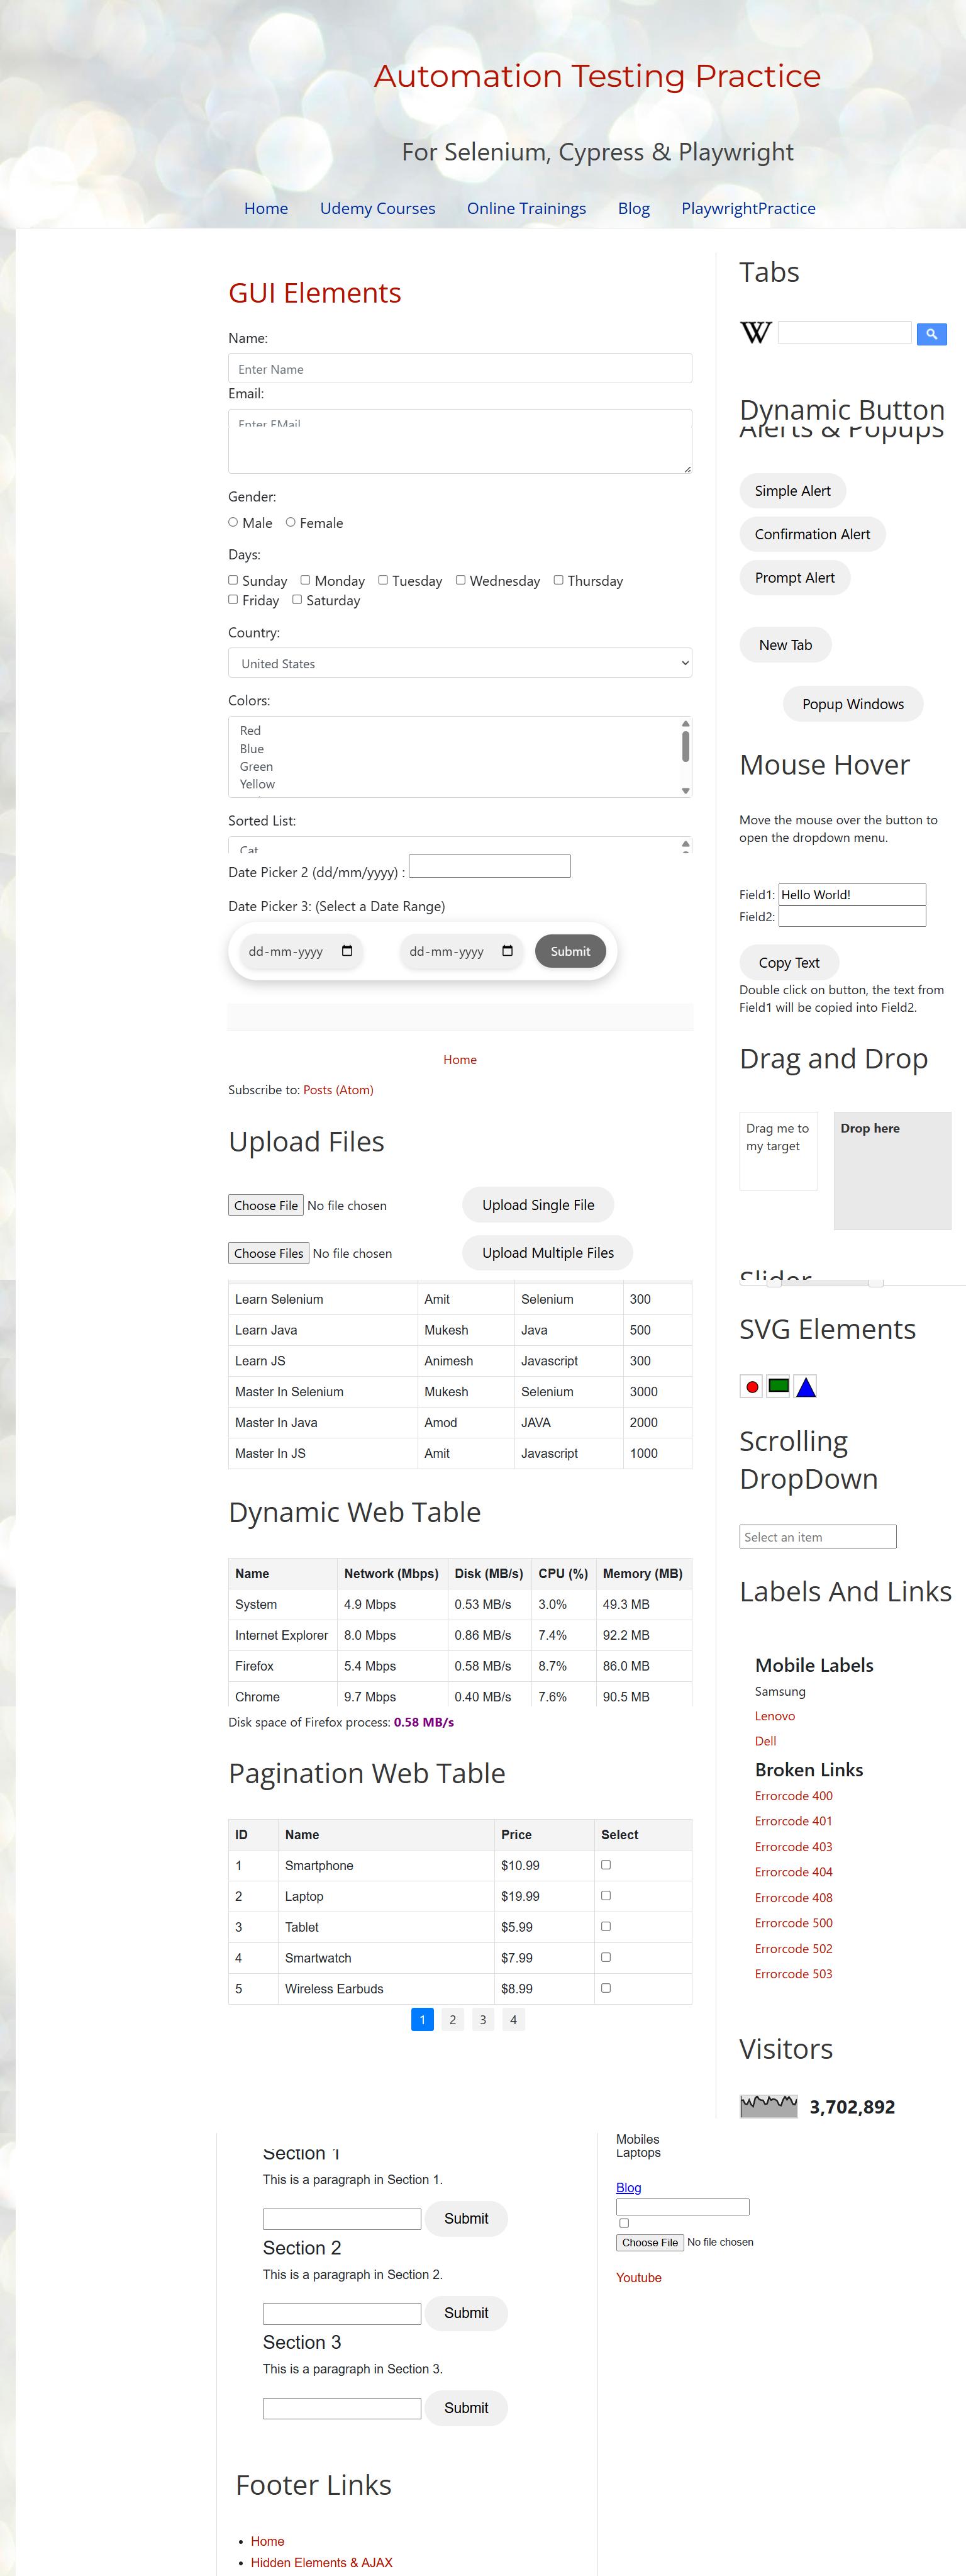 Automation Testing Practice
For Selenium, Cypress & Playwright
Home Udemy Courses Online Trainings Blog PlaywrightPractice
GUI Elements
Name:
Enter Name
Email:
Enter EMail
Gender:
Male Female
Days:
Sunday Monday Tuesday Wednesday Thursday
Friday Saturday
Country:
United States
Colors:
Red
Blue
Green
Yellow
Sorted List:
Cat
Date Picker 2 (dd/mm/yyyy) :
Date Picker 3: (Select a Date Range)
dd-mm-yyyy dd-mm-yyyy Submit
Home
Subscribe to: Posts (Atom)
Upload Files
Choose File No file chosen Upload Single File
Choose Files No file chosen Upload Multiple Files
Learn Selenium Amit Selenium 300
Learn Java Mukesh Java 500
Learn JS Animesh Javascript 300
Master In Selenium Mukesh Selenium 3000
Master In Java Amod JAVA 2000
Master In JS Amit Javascript 1000
Dynamic Web Table
Name Network (Mbps) Disk (MB/s) CPU (%) Memory (MB)
System 4.9 Mbps 0.53 MB/s 3.0% 49.3 MB
Internet Explorer 8.0 Mbps 0.86 MB/s 7.4% 92.2 MB
Firefox 5.4 Mbps 0.58 MB/s 8.7% 86.0 MB
Chrome 9.7 Mbps 0.40 MB/s 7.6% 90.5 MB
Disk space of Firefox process: 0.58 MB/s
Pagination Web Table
ID Name Price Select
1 Smartphone $10.99
2 Laptop $19.99
3 Tablet $5.99
4 Smartwatch $7.99
5 Wireless Earbuds $8.99
1 2 3 4
Tabs
W
Dynamic Button
Alerts & Popups
Simple Alert
Confirmation Alert
Prompt Alert
New Tab
Popup Windows
Mouse Hover
Move the mouse over the button to
open the dropdown menu.
Field1: Hello World!
Field2:
Copy Text
Double click on button, the text from
Field1 will be copied into Field2.
Drag and Drop
Drag me to
my target
Drop here
Slider
SVG Elements
Scrolling
DropDown
Select an item
Labels And Links
Mobile Labels
Samsung
Lenovo
Dell
Broken Links
Errorcode 400
Errorcode 401
Errorcode 403
Errorcode 404
Errorcode 408
Errorcode 500
Errorcode 502
Errorcode 503
Visitors
3,702,892
Section 1
This is a paragraph in Section 1.
Submit
Section 2
This is a paragraph in Section 2.
Submit
Section 3
This is a paragraph in Section 3.
Submit
Footer Links
Home
Hidden Elements & AJAX
Mobiles
Laptops
Blog
Choose File No file chosen
Youtube